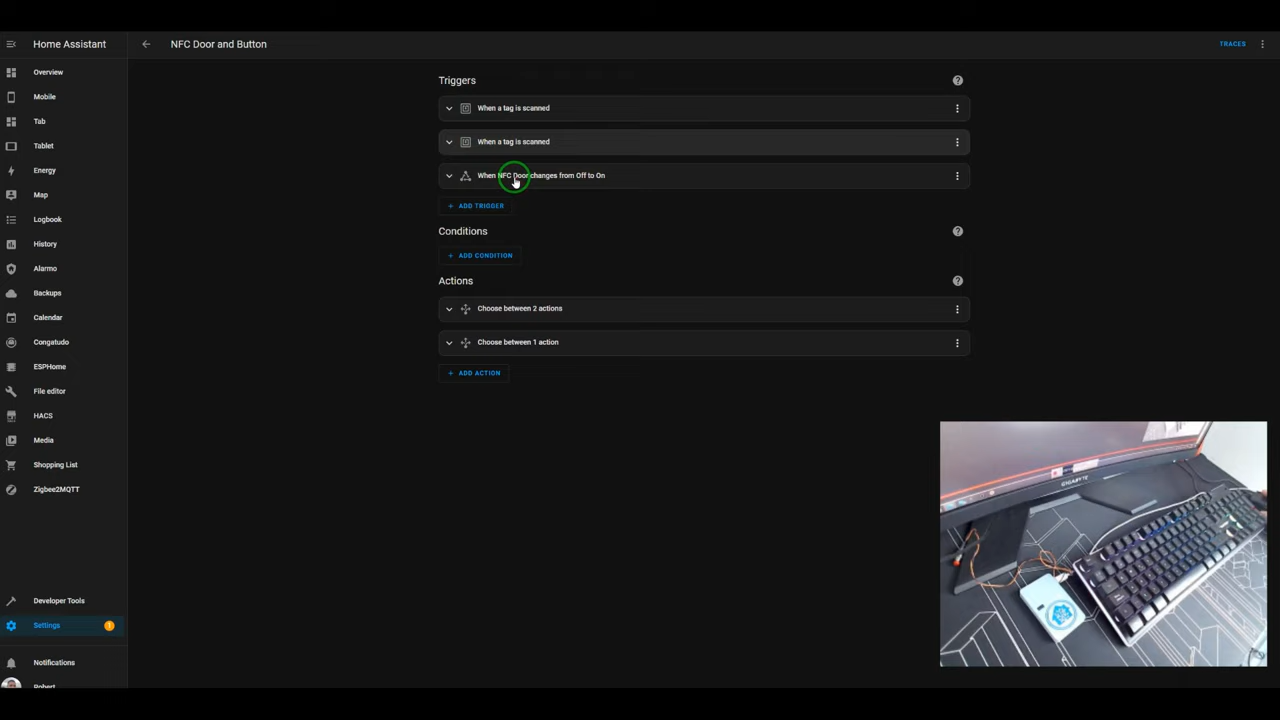 Home Assistant
NFC Door and Button
TRACES
Overview
Mobile
Tab
Tablet
Energy
Map
Logbook
History
Alarmo
Backups
Calendar
Congatudo
ESPHome
File editor
HACS
Media
Shopping List
Zigbee2MQTT
Developer Tools
Settings
1
Notifications
Robert
Triggers
When a tag is scanned
When a tag is scanned
When NFC Door changes from Off to On
+ ADD TRIGGER
Conditions
+ ADD CONDITION
Actions
Choose between 2 actions
Choose between 1 action
+ ADD ACTION
GIGABYTE